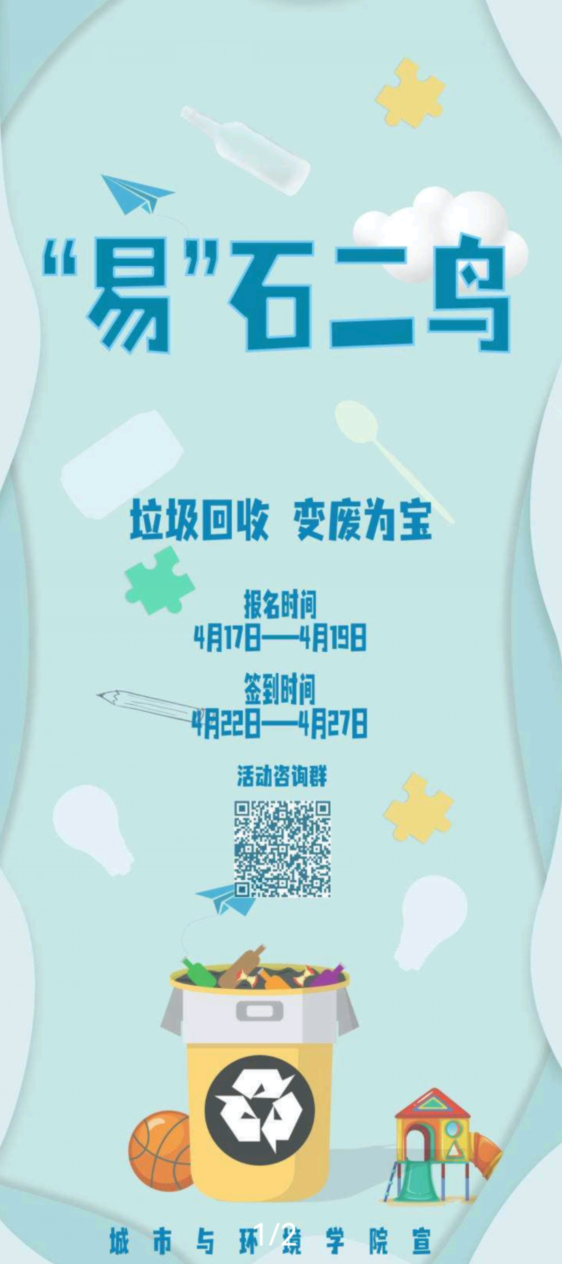 “易”石二鸟
垃圾回收 变废为宝
报名时间
4月17日——4月19日
签到时间
4月22日——4月27日
活动咨询群
城市与环境学院宣
1/2